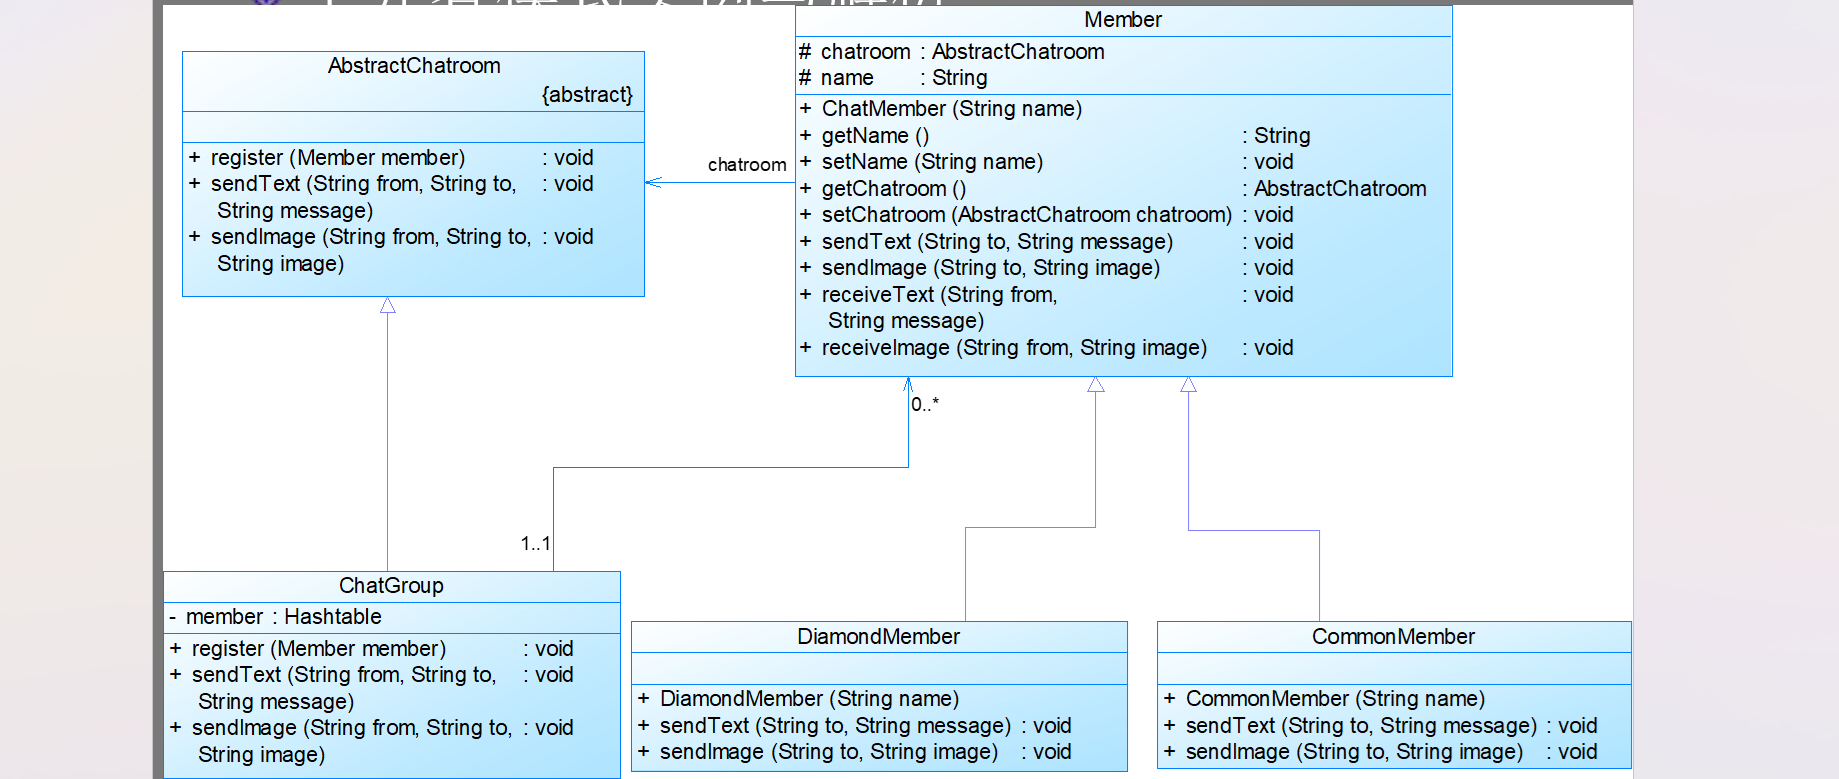 AbstractChatroom
{abstract}
+ register (Member member) : void
+ sendText (String from, String to, : void
String message)
+ sendImage (String from, String to, : void
String image)
chatroom
Member
# chatroom : AbstractChatroom
# name : String
+ ChatMember (String name)
+ getName () : String
+ setName (String name) : void
+ getChatroom () : AbstractChatroom
+ setChatroom (AbstractChatroom chatroom) : void
+ sendText (String to, String message) : void
+ sendImage (String to, String image) : void
+ receiveText (String from, : void
String message)
+ receiveImage (String from, String image) : void
0..*
1..1
ChatGroup
- member : Hashtable
+ register (Member member) : void
+ sendText (String from, String to, : void
String message)
+ sendImage (String from, String to, : void
String image)
DiamondMember
+ DiamondMember (String name)
+ sendText (String to, String message) : void
+ sendImage (String to, String image) : void
CommonMember
+ CommonMember (String name)
+ sendText (String to, String message) : void
+ sendImage (String to, String image) : void